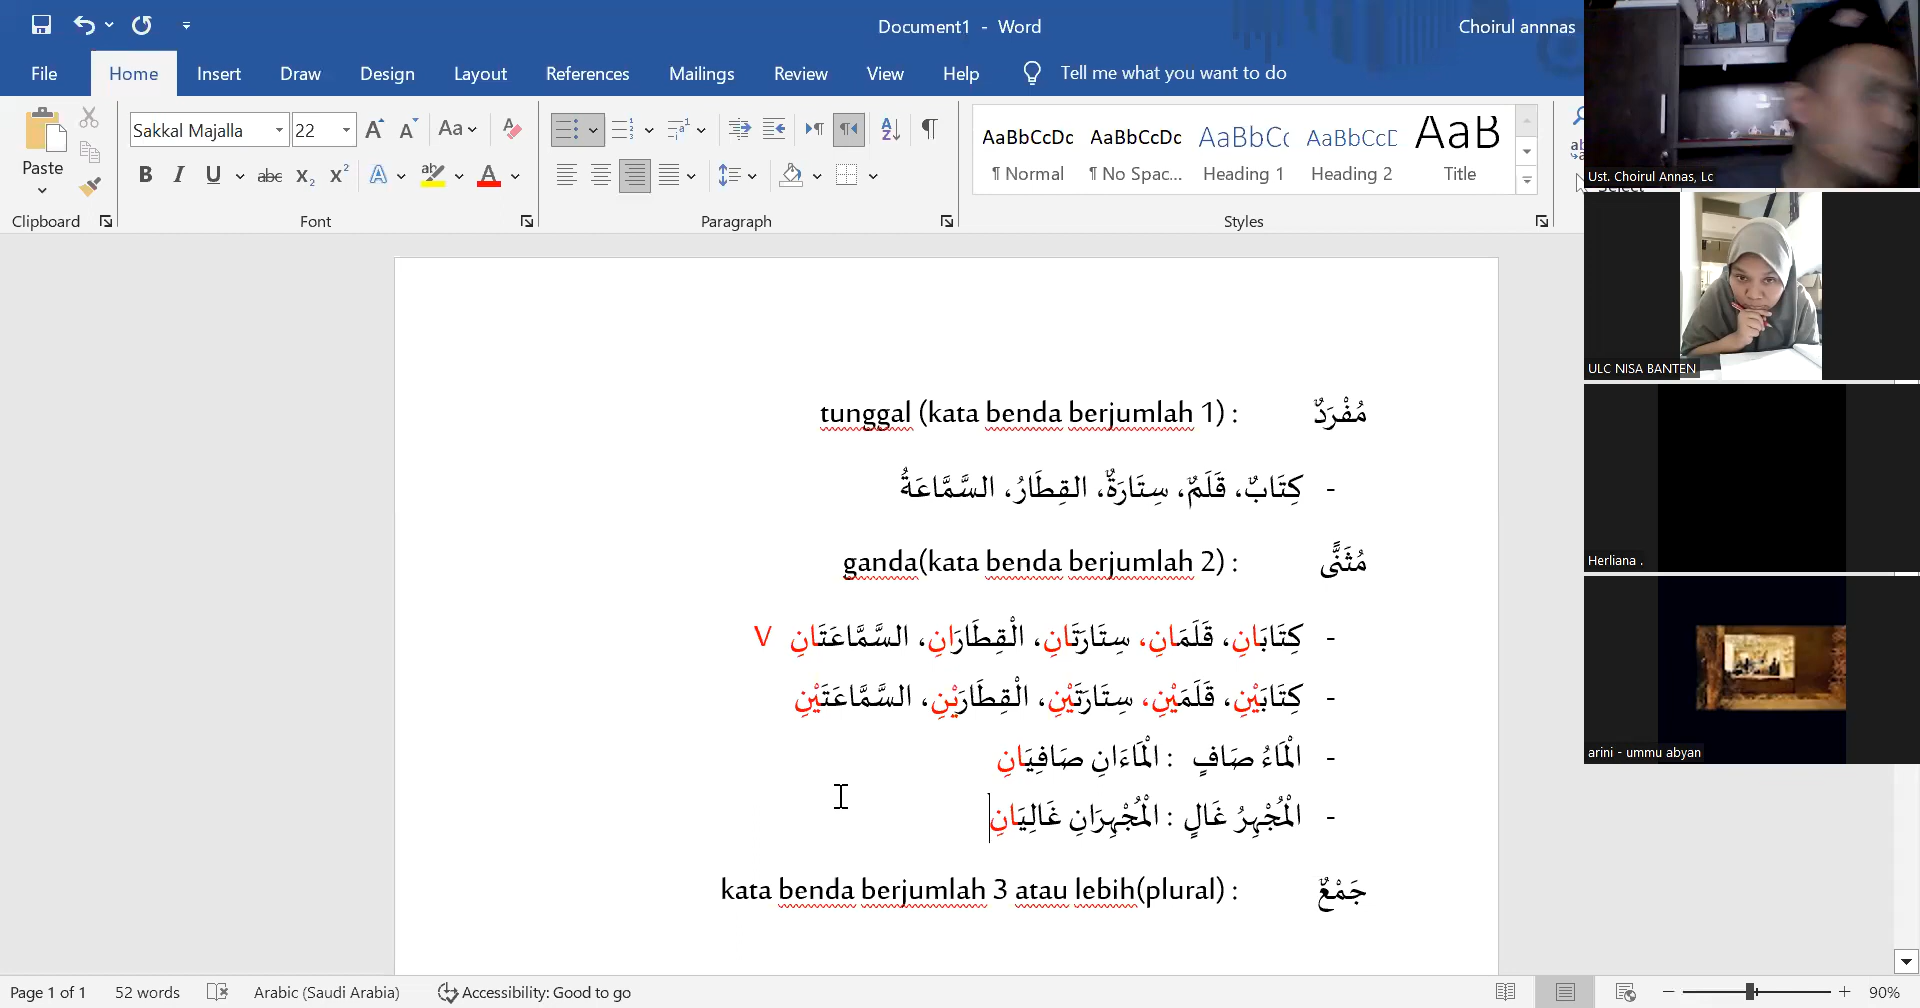 Document1 - Word
Choirul annnas
File Home Insert Draw Design Layout References Mailings Review View Help Tell me what you want to do
Sakkal Majalla 22
Paste
Clipboard Font Paragraph Styles
AaBbCcDc AaBbCcDc AaBbCc AaBbCcD AaB
¶ Normal ¶ No Spac... Heading 1 Heading 2 Title
Select
Ust. Choirul Annas, Lc
ULC NISA BANTEN
Herliana .
arini - ummu abyan
مُفْرَدٌ : tunggal (kata benda berjumlah 1)
- كِتَابٌ، قَلَمٌ، سِتَارَةٌ، القِطَارُ، السَّمَّاعَةُ
مُثَنًّى : ganda(kata benda berjumlah 2)
- كِتَابَانِ، قَلَمَانِ، سِتَارَتَانِ، الْقِطَارَانِ، السَّمَّاعَتَانِ V
- كِتَابَيْنِ، قَلَمَيْنِ، سِتَارَتَيْنِ، الْقِطَارَيْنِ، السَّمَّاعَتَيْنِ
- الْمَاءُ صَافٍ : الْمَاءَانِ صَافِيَانِ
- الْمُجْهِرُ غَالٍ : الْمُجْهِرَانِ غَالِيَانِ
جَمْعٌ : kata benda berjumlah 3 atau lebih(plural)
Page 1 of 1 52 words Arabic (Saudi Arabia) Accessibility: Good to go 90%